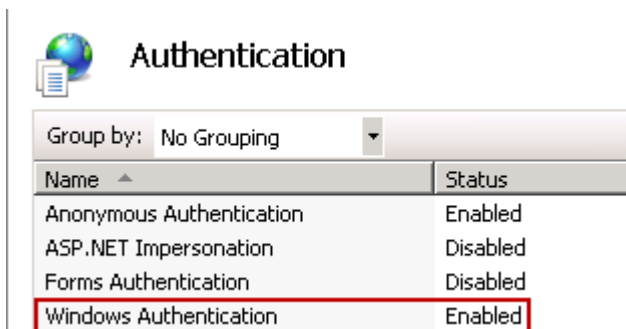 Authentication
Group by: No Grouping
Name Status
Anonymous Authentication Enabled
ASP.NET Impersonation Disabled
Forms Authentication Disabled
Windows Authentication Enabled